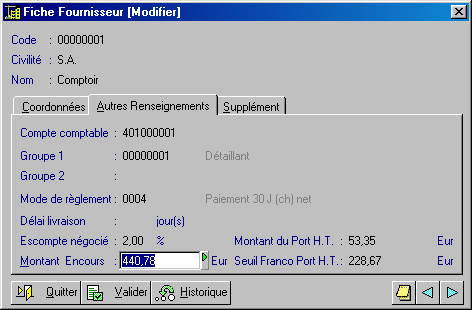 Fiche Fournisseur [Modifier]
Code : 00000001
Civilité : S.A.
Nom : Comptoir
Coordonnées Autres Renseignements Supplément
Compte comptable : 401000001
Groupe 1 : 00000001 Détaillant
Groupe 2 :
Mode de règlement : 0004 Paiement 30 J (ch) net
Délai livraison : jour(s)
Escompte négocié : 2,00 % Montant du Port H.T. : 53,35 Eur
Montant Encours : 440,78 Eur Seuil Franco Port H.T. : 228,67 Eur
Quitter Valider Historique